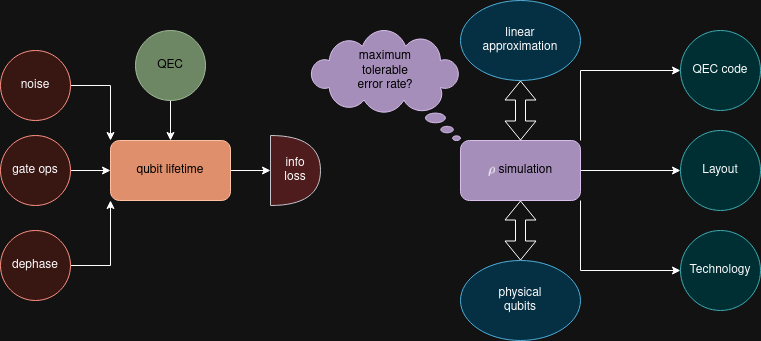 noise
gate ops
dephase
QEC
qubit lifetime
info
loss
maximum
tolerable
error rate?
linear
approximation
ρ simulation
physical
qubits
QEC code
Layout
Technology